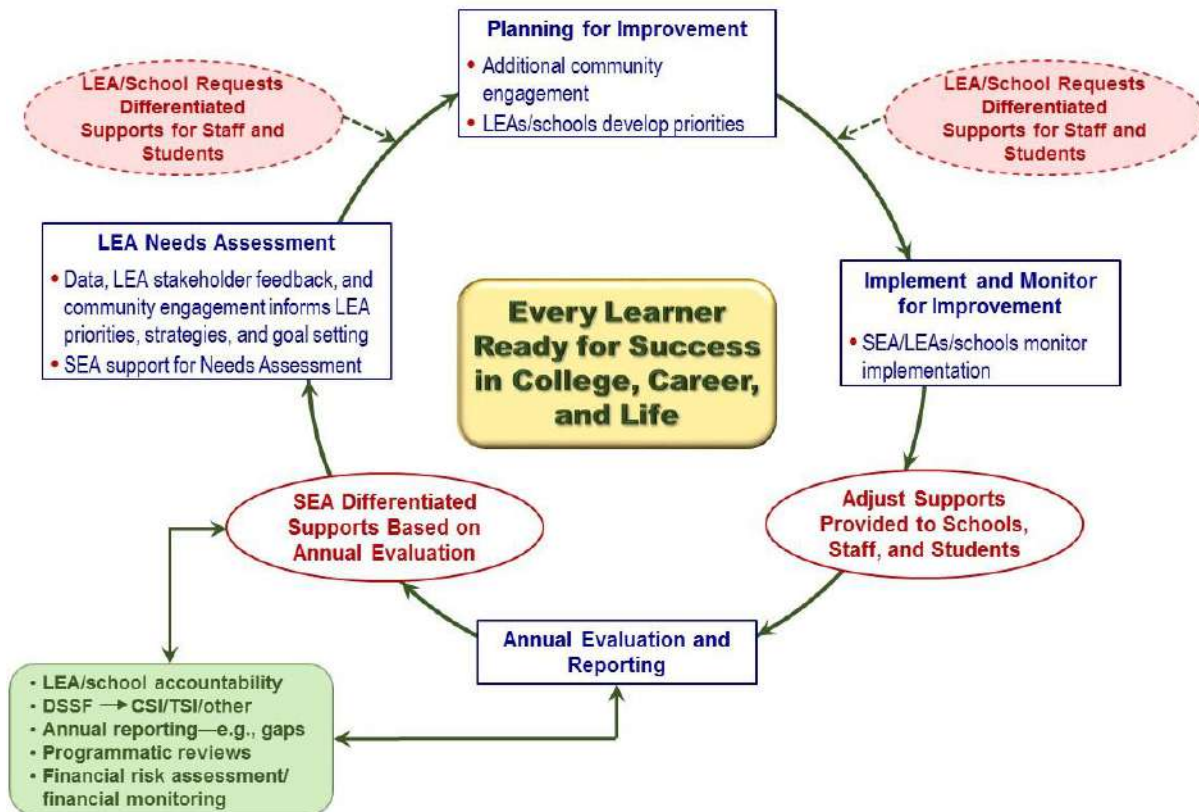 Planning for Improvement
• Additional community
engagement
• LEAs/schools develop priorities
LEA/School Requests
Differentiated
Supports for Staff and
Students
LEA/School Requests
Differentiated
Supports for Staff and
Students
LEA Needs Assessment
• Data, LEA stakeholder feedback, and
community engagement informs LEA
priorities, strategies, and goal setting
• SEA support for Needs Assessment
Every Learner
Ready for Success
in College, Career,
and Life
Implement and Monitor
for Improvement
• SEA/LEAs/schools monitor
implementation
SEA Differentiated
Supports Based on
Annual Evaluation
Adjust Supports
Provided to Schools,
Staff, and Students
Annual Evaluation and
Reporting
• LEA/school accountability
• DSSF → CSI/TSI/other
• Annual reporting—e.g., gaps
• Programmatic reviews
• Financial risk assessment/
financial monitoring